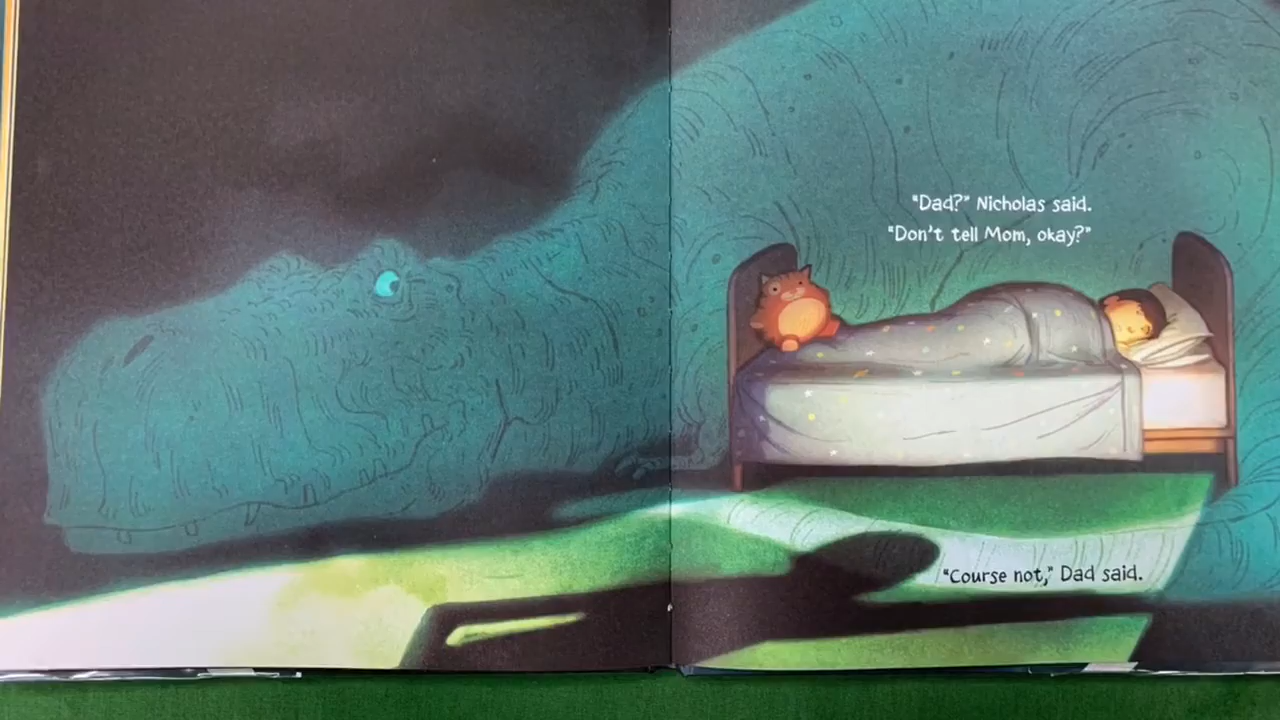 "Dad?" Nicholas said.
"Don't tell Mom, okay?"
"Course not," Dad said.